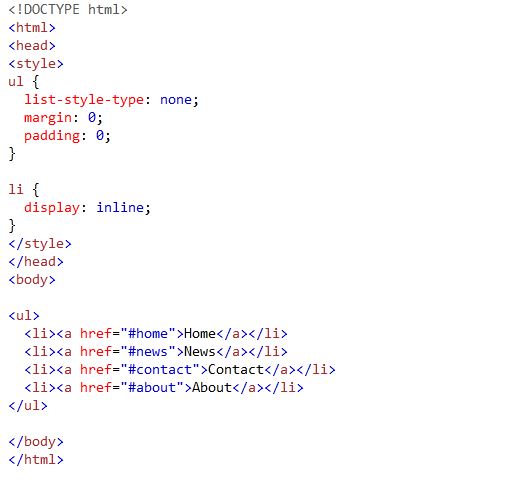 <!DOCTYPE html>
<html>
<head>
<style>
ul {
  list-style-type: none;
  margin: 0;
  padding: 0;
}

li {
  display: inline;
}
</style>
</head>
<body>

<ul>
  <li><a href="#home">Home</a></li>
  <li><a href="#news">News</a></li>
  <li><a href="#contact">Contact</a></li>
  <li><a href="#about">About</a></li>
</ul>

</body>
</html>